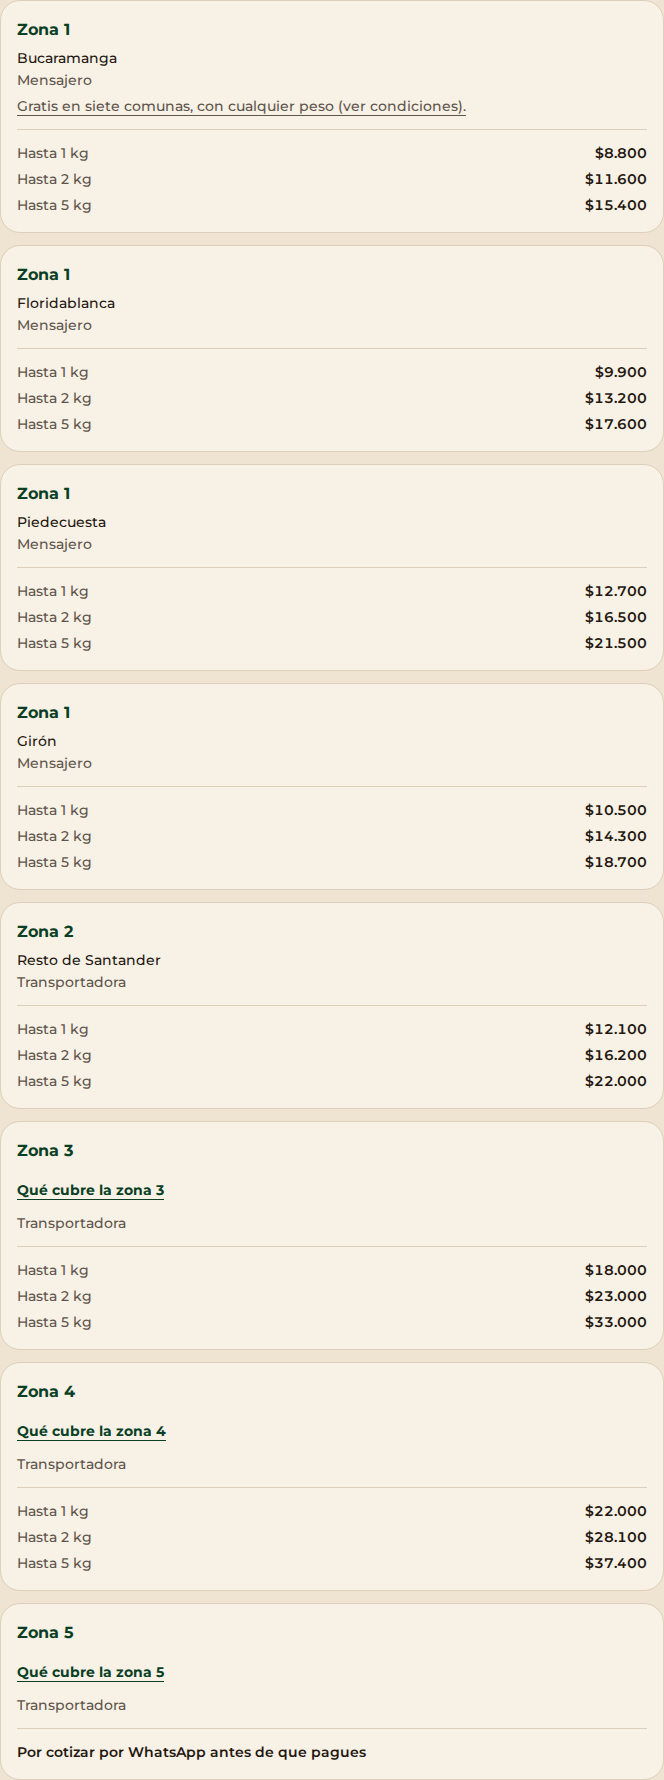 Zona 1
Bucaramanga
Mensajero
Gratis en siete comunas, con cualquier peso (ver condiciones).
Hasta 1 kg $8.800
Hasta 2 kg $11.600
Hasta 5 kg $15.400
Zona 1
Floridablanca
Mensajero
Hasta 1 kg $9.900
Hasta 2 kg $13.200
Hasta 5 kg $17.600
Zona 1
Piedecuesta
Mensajero
Hasta 1 kg $12.700
Hasta 2 kg $16.500
Hasta 5 kg $21.500
Zona 1
Girón
Mensajero
Hasta 1 kg $10.500
Hasta 2 kg $14.300
Hasta 5 kg $18.700
Zona 2
Resto de Santander
Transportadora
Hasta 1 kg $12.100
Hasta 2 kg $16.200
Hasta 5 kg $22.000
Zona 3
Qué cubre la zona 3
Transportadora
Hasta 1 kg $18.000
Hasta 2 kg $23.000
Hasta 5 kg $33.000
Zona 4
Qué cubre la zona 4
Transportadora
Hasta 1 kg $22.000
Hasta 2 kg $28.100
Hasta 5 kg $37.400
Zona 5
Qué cubre la zona 5
Transportadora
Por cotizar por WhatsApp antes de que pagues